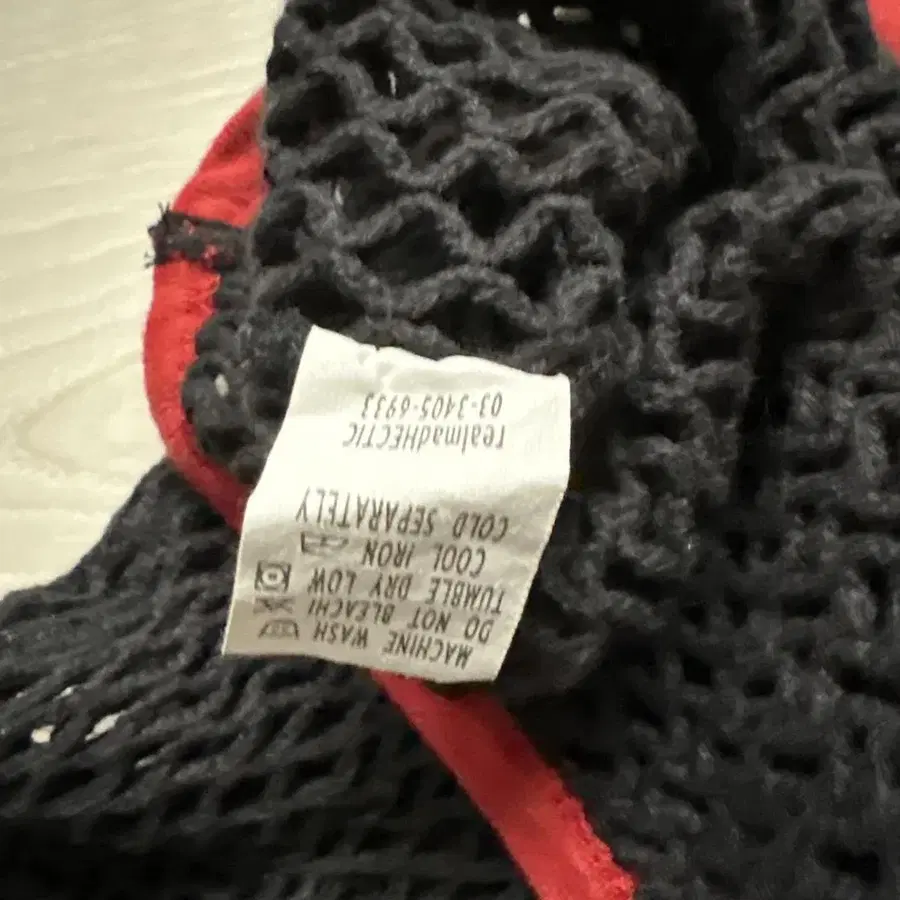 MACHINE WASH
DO NOT BLEACH
TUMBLE DRY LOW
COOL IRON
COLD SEPARATELY
realmadHECTIC
03-3405-6933